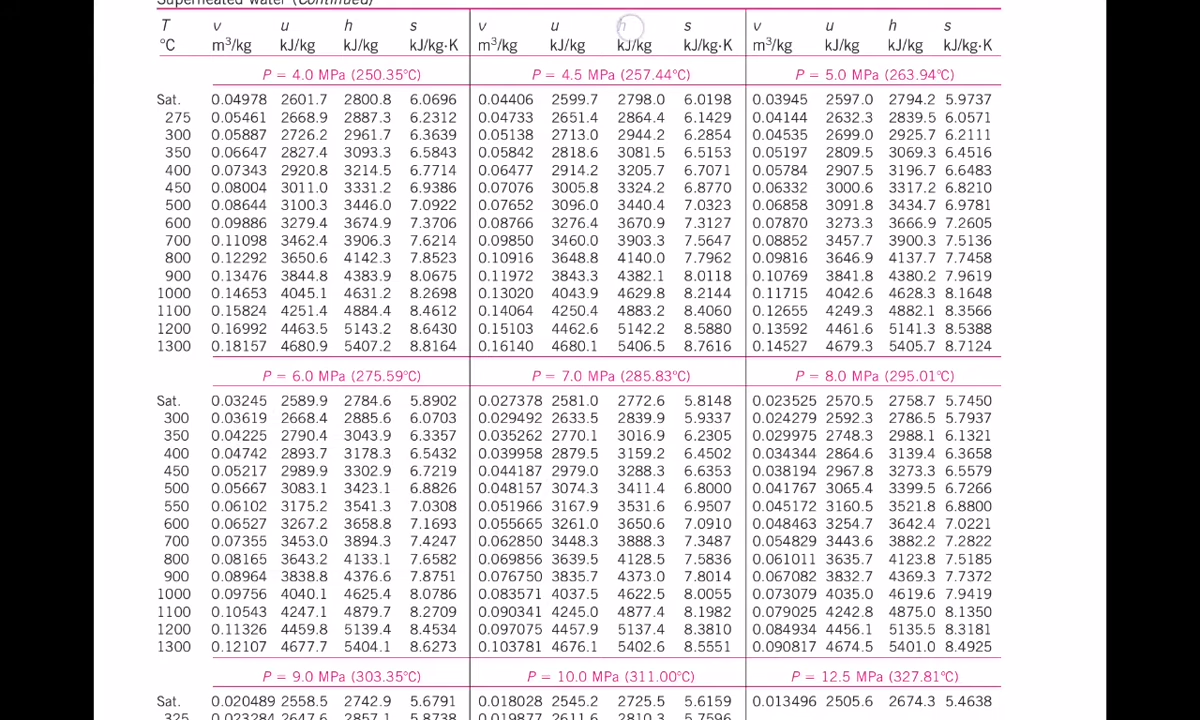 Superheated water (Continued)
T v u h s v u h s v u h s
°C m³/kg kJ/kg kJ/kg kJ/kg·K m³/kg kJ/kg kJ/kg kJ/kg·K m³/kg kJ/kg kJ/kg kJ/kg·K
P = 4.0 MPa (250.35°C) P = 4.5 MPa (257.44°C) P = 5.0 MPa (263.94°C)
Sat. 0.04978 2601.7 2800.8 6.0696 0.04406 2599.7 2798.0 6.0198 0.03945 2597.0 2794.2 5.9737
275 0.05461 2668.9 2887.3 6.2312 0.04733 2651.4 2864.4 6.1429 0.04144 2632.3 2839.5 6.0571
300 0.05887 2726.2 2961.7 6.3639 0.05138 2713.0 2944.2 6.2854 0.04535 2699.0 2925.7 6.2111
350 0.06647 2827.4 3093.3 6.5843 0.05842 2818.6 3081.5 6.5153 0.05197 2809.5 3069.3 6.4516
400 0.07343 2920.8 3214.5 6.7714 0.06477 2914.2 3205.7 6.7071 0.05784 2907.5 3196.7 6.6483
450 0.08004 3011.0 3331.2 6.9386 0.07076 3005.8 3324.2 6.8770 0.06332 3000.6 3317.2 6.8210
500 0.08644 3100.3 3446.0 7.0922 0.07652 3096.0 3440.4 7.0323 0.06858 3091.8 3434.7 6.9781
600 0.09886 3279.4 3674.9 7.3706 0.08766 3276.4 3670.9 7.3127 0.07870 3273.3 3666.9 7.2605
700 0.11098 3462.4 3906.3 7.6214 0.09850 3460.0 3903.3 7.5647 0.08852 3457.7 3900.3 7.5136
800 0.12292 3650.6 4142.3 7.8523 0.10916 3648.8 4140.0 7.7962 0.09816 3646.9 4137.7 7.7458
900 0.13476 3844.8 4383.9 8.0675 0.11972 3843.3 4382.1 8.0118 0.10769 3841.8 4380.2 7.9619
1000 0.14653 4045.1 4631.2 8.2698 0.13020 4043.9 4629.8 8.2144 0.11715 4042.6 4628.3 8.1648
1100 0.15824 4251.4 4884.4 8.4612 0.14064 4250.4 4883.2 8.4060 0.12655 4249.3 4882.1 8.3566
1200 0.16992 4463.5 5143.2 8.6430 0.15103 4462.6 5142.2 8.5880 0.13592 4461.6 5141.3 8.5388
1300 0.18157 4680.9 5407.2 8.8164 0.16140 4680.1 5406.5 8.7616 0.14527 4679.3 5405.7 8.7124
P = 6.0 MPa (275.59°C) P = 7.0 MPa (285.83°C) P = 8.0 MPa (295.01°C)
Sat. 0.03245 2589.9 2784.6 5.8902 0.027378 2581.0 2772.6 5.8148 0.023525 2570.5 2758.7 5.7450
300 0.03619 2668.4 2885.6 6.0703 0.029492 2633.5 2839.9 5.9337 0.024279 2592.3 2786.5 5.7937
350 0.04225 2790.4 3043.9 6.3357 0.035262 2770.1 3016.9 6.2305 0.029975 2748.3 2988.1 6.1321
400 0.04742 2893.7 3178.3 6.5432 0.039958 2879.5 3159.2 6.4502 0.034344 2864.6 3139.4 6.3658
450 0.05217 2989.9 3302.9 6.7219 0.044187 2979.0 3288.3 6.6353 0.038194 2967.8 3273.3 6.5579
500 0.05667 3083.1 3423.1 6.8826 0.048157 3074.3 3411.4 6.8000 0.041767 3065.4 3399.5 6.7266
550 0.06102 3175.2 3541.3 7.0308 0.051966 3167.9 3531.6 6.9507 0.045172 3160.5 3521.8 6.8800
600 0.06527 3267.2 3658.8 7.1693 0.055665 3261.0 3650.6 7.0910 0.048463 3254.7 3642.4 7.0221
700 0.07355 3453.0 3894.3 7.4247 0.062850 3448.3 3888.3 7.3487 0.054829 3443.6 3882.2 7.2822
800 0.08165 3643.2 4133.1 7.6582 0.069856 3639.5 4128.5 7.5836 0.061011 3635.7 4123.8 7.5185
900 0.08964 3838.8 4376.6 7.8751 0.076750 3835.7 4373.0 7.8014 0.067082 3832.7 4369.3 7.7372
1000 0.09756 4040.1 4625.4 8.0786 0.083571 4037.5 4622.5 8.0055 0.073079 4035.0 4619.6 7.9419
1100 0.10543 4247.1 4879.7 8.2709 0.090341 4245.0 4877.4 8.1982 0.079025 4242.8 4875.0 8.1350
1200 0.11326 4459.8 5139.4 8.4534 0.097075 4457.9 5137.4 8.3810 0.084934 4456.1 5135.5 8.3181
1300 0.12107 4677.7 5404.1 8.6273 0.103781 4676.1 5402.6 8.5551 0.090817 4674.5 5401.0 8.4925
P = 9.0 MPa (303.35°C) P = 10.0 MPa (311.00°C) P = 12.5 MPa (327.81°C)
Sat. 0.020489 2558.5 2742.9 5.6791 0.018028 2545.2 2725.5 5.6159 0.013496 2505.6 2674.3 5.4638
325 0.023284 2647.6 2857.1 5.8738 0.019877 2611.6 2810.3 5.7596